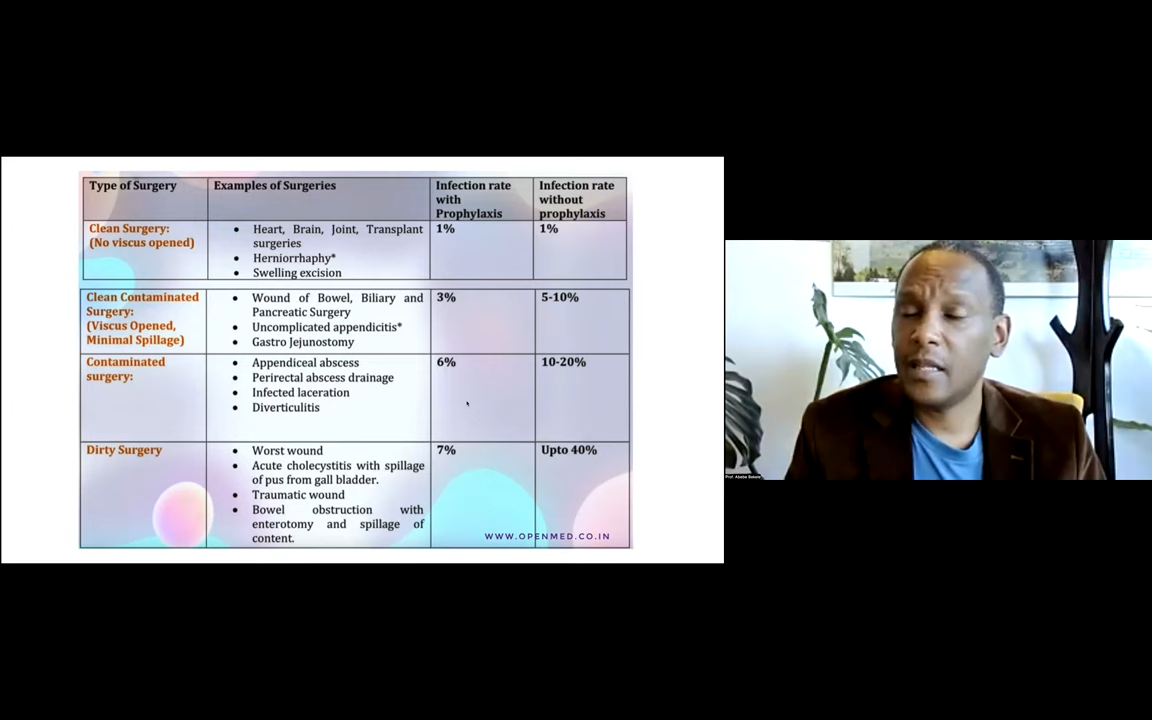 Type of Surgery
Examples of Surgeries
Infection rate
with
Prophylaxis
Infection rate
without
prophylaxis
Clean Surgery:
(No viscus opened)
• Heart, Brain, Joint, Transplant
surgeries
• Herniorrhaphy*
• Swelling excision
1%
1%
Clean Contaminated
Surgery:
(Viscus Opened,
Minimal Spillage)
• Wound of Bowel, Biliary and
Pancreatic Surgery
• Uncomplicated appendicitis*
• Gastro Jejunostomy
3%
5-10%
Contaminated
surgery:
• Appendiceal abscess
• Perirectal abscess drainage
• Infected laceration
• Diverticulitis
6%
10-20%
Dirty Surgery
• Worst wound
• Acute cholecystitis with spillage
of pus from gall bladder.
• Traumatic wound
• Bowel obstruction with
enterotomy and spillage of
content.
7%
Upto 40%
WWW.OPENMED.CO.IN
Prof. Abebe Bekele